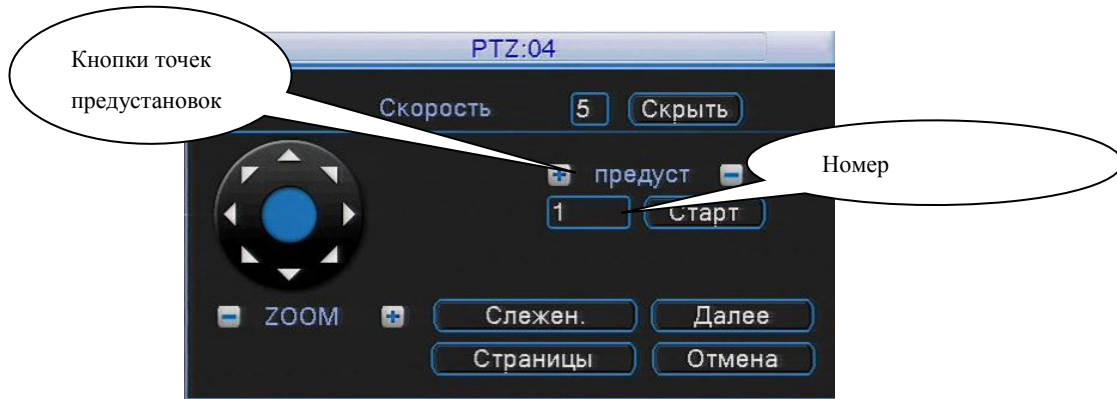 PTZ:04
Кнопки точек
предустановок
Скорость 5 Скрыть
предуст
Номер
1 Старт
ZOOM Слежен. Далее
Страницы Отмена